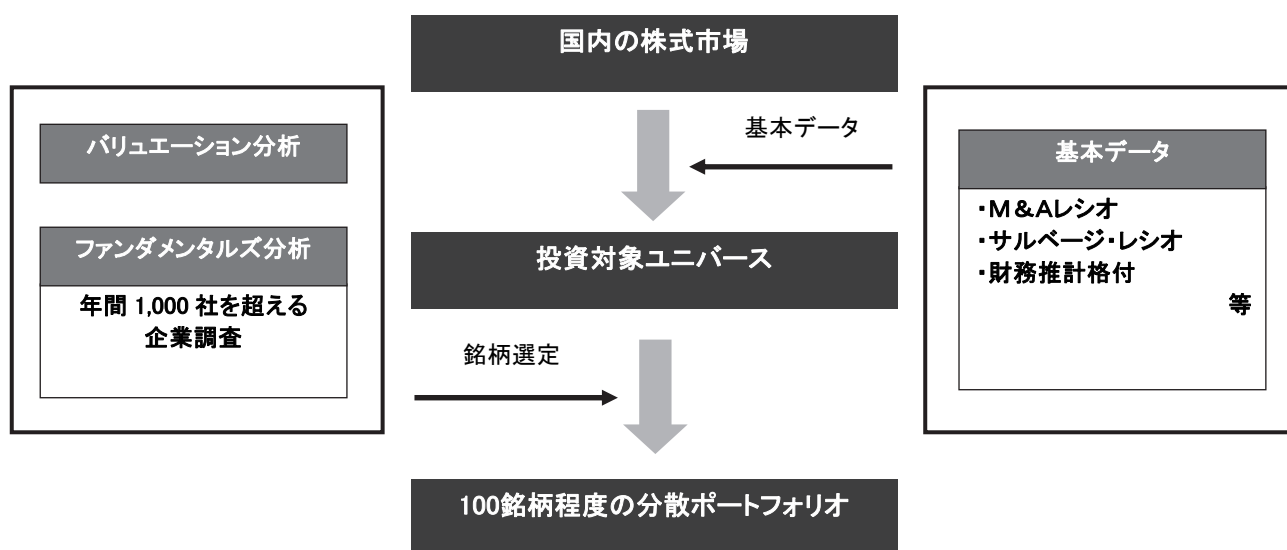 国内の株式市場
バリュエーション分析
ファンダメンタルズ分析
年間 1,000 社を超える
企業調査
基本データ
基本データ
・M&Aレシオ
・サルベージ・レシオ
・財務推計格付
等
投資対象ユニバース
銘柄選定
100銘柄程度の分散ポートフォリオ